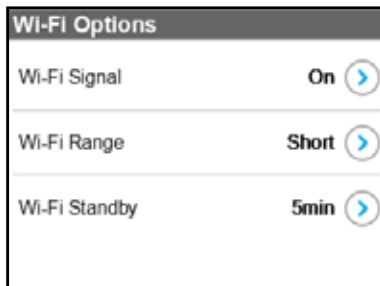 Wi-Fi Options
Wi-Fi Signal On
Wi-Fi Range Short
Wi-Fi Standby 5min